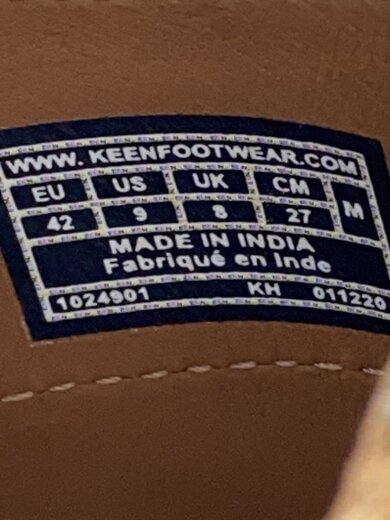 WWW. KEENFOOTWEAR.COM
EU US UK CM M
42 9 8 27
MADE IN INDIA
Fabriqué en Inde
1024901 KH 011220